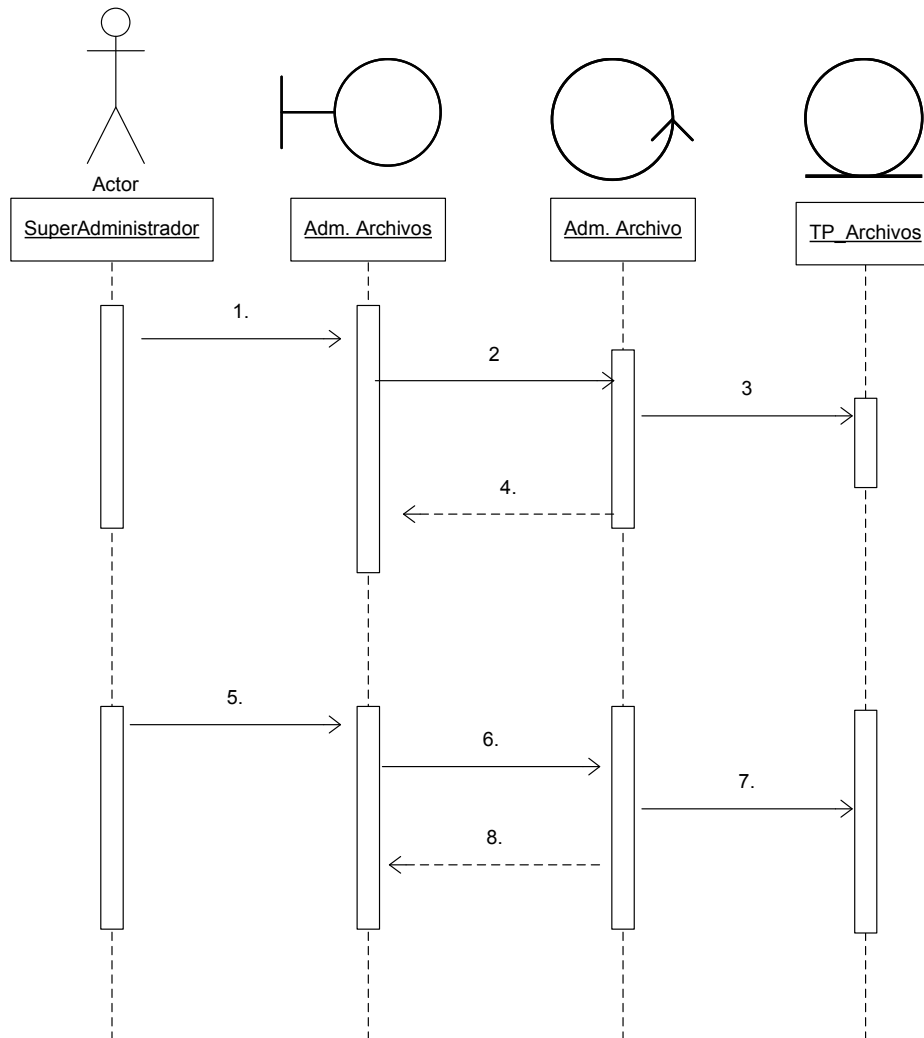 Actor
SuperAdministrador
Adm. Archivos
Adm. Archivo
TP_Archivos
1.
2
3
4.
5.
6.
7.
8.